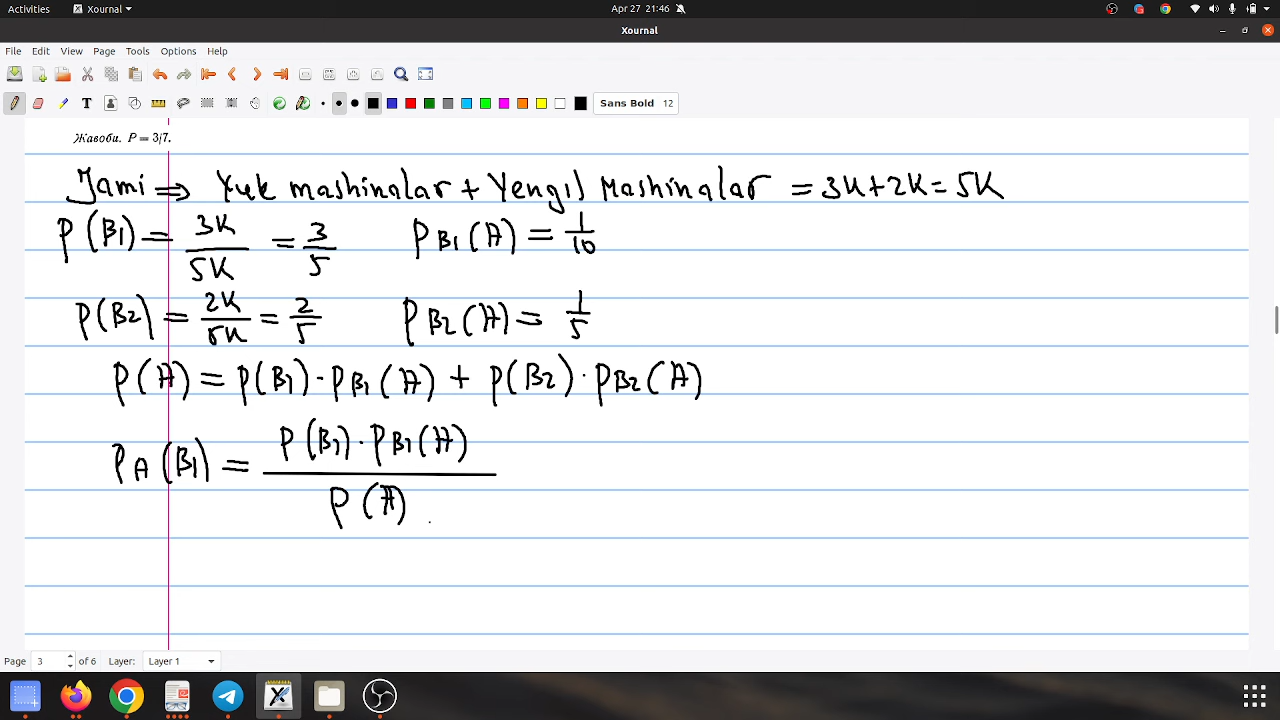 Activities Xournal Apr 27 21:46
Xournal
File Edit View Page Tools Options Help
Sans Bold 12
Жавоби. P = 3/7.
Jami ⇒ Yuk mashinalar + Yengil Mashinalar = 3K+2K=5K
P(B1) = 3K/5K = 3/5 PB1(A) = 1/10
P(B2) = 2K/5K = 2/5 PB2(A) = 1/5
P(A) = P(B1)·PB1(A) + P(B2)·PB2(A)
PA(B1) = P(B1)·PB1(A) / P(A)
Page 3 of 6 Layer: Layer 1